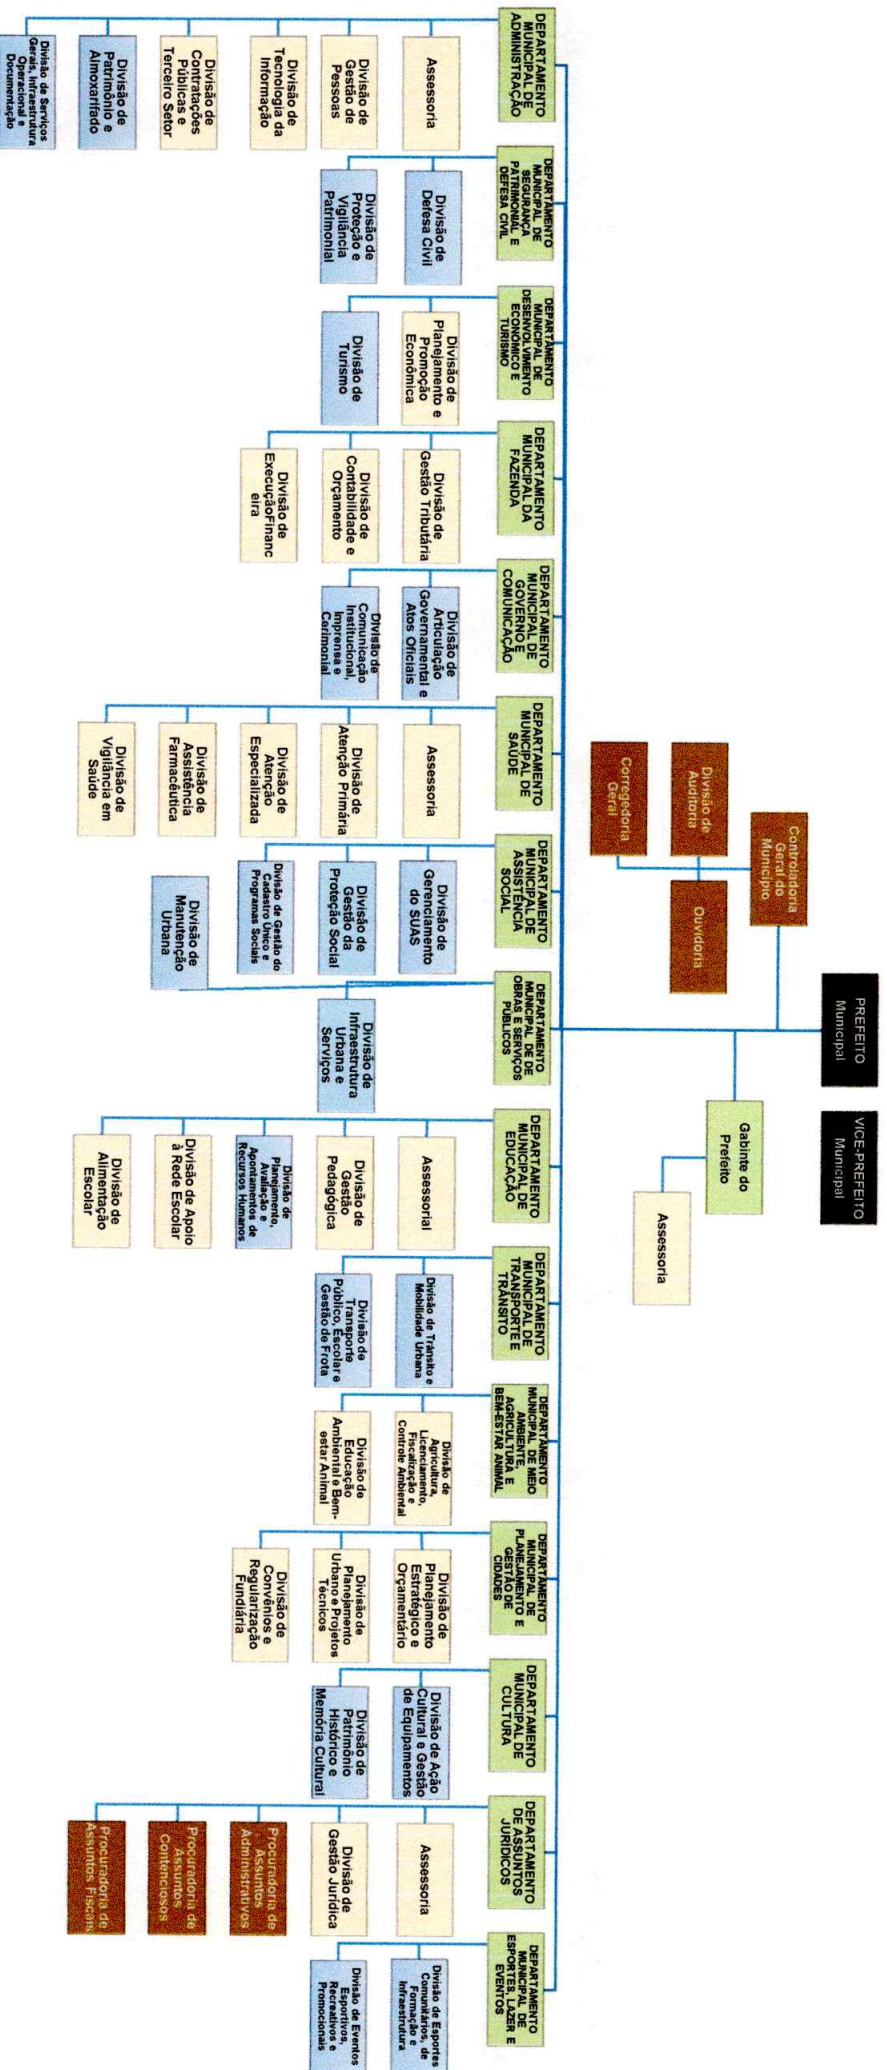 PREFEITO
Municipal
VICE-PREFEITO
Municipal
Controladoria
Geral do
Município
Gabinte do
Prefeito
Divisão de
Auditoria
Ouvidoria
Assessoria
Corregedoria
Geral
DEPARTAMENTO
MUNICIPAL DE
ADMINISTRAÇÃO
Assessoria
Divisão de
Gestão de
Pessoas
Divisão de
Tecnologia da
Informação
Divisão de
Contratações
Públicas e
Terceiro Setor
Divisão de
Patrimônio e
Almoxarifado
Divisão de Serviços
Gerais, Infraestrutura
Operacional e
Documentação
DEPARTAMENTO
MUNICIPAL DE
SEGURANÇA
PATRIMONIAL E
DEFESA CIVIL
Divisão de
Defesa Civil
Divisão de
Proteção e
Vigilância
Patrimonial
DEPARTAMENTO
MUNICIPAL DE
DESENVOLVIMENTO
ECONÔMICO E
TURISMO
Divisão de
Planejamento e
Promoção
Econômica
Divisão de
Turismo
DEPARTAMENTO
MUNICIPAL DA
FAZENDA
Divisão de
Gestão Tributária
Divisão de
Contabilidade e
Orçamento
Divisão de
ExecuçãoFinanc
eira
DEPARTAMENTO
MUNICIPAL DE
GOVERNO E
COMUNICAÇÃO
Divisão de
Articulação
Governamental e
Atos Oficiais
Divisão de
Comunicação
Institucional,
Imprensa e
Cerimonial
DEPARTAMENTO
MUNICIPAL DE
SAÚDE
Assessoria
Divisão de
Atenção Primária
Divisão de
Atenção
Especializada
Divisão de
Assistência
Farmacêutica
Divisão de
Vigilância em
Saúde
DEPARTAMENTO
MUNICIPAL DE
ASSISTÊNCIA
SOCIAL
Divisão de
Gerenciamento
do SUAS
Divisão de
Gestão da
Proteção Social
Divisão de Gestão do
Cadastro Único e
Programas Sociais
DEPARTAMENTO
MUNICIPAL DE DE
OBRAS E SERVIÇOS
PÚBLICOS
Divisão de
Infraestrutura
Urbana e
Serviços
Divisão de
Manutenção
Urbana
DEPARTAMENTO
MUNICIPAL DE
EDUCAÇÃO
Assessorial
Divisão de
Gestão
Pedagógica
Divisão de
Planejamento,
Avaliação e
Apontamentos de
Recursos Humanos
Divisão de Apoio
à Rede Escolar
Divisão de
Alimentação
Escolar
DEPARTAMENTO
MUNICIPAL DE
TRANSPORTE E
TRÂNSITO
Divisão de Trânsito e
Mobilidade Urbana
Divisão de
Transporte
Público, Escolar e
Gestão de Frota
DEPARTAMENTO
MUNICIPAL DE MEIO
AMBIENTE,
AGRICULTURA E
BEM-ESTAR ANIMAL
Divisão de
Agricultura,
Licenciamento,
Fiscalização e
Controle Ambiental
Divisão de
Educação
Ambiental e Bem-
estar Animal
DEPARTAMENTO
MUNICIPAL DE
PLANEJAMENTO E
GESTÃO DE
CIDADES
Divisão de
Planejamento
Estratégico e
Orçamentário
Divisão de
Planejamento
Urbano e Projetos
Técnicos
Divisão de
Convênios e
Regularização
Fundiária
DEPARTAMENTO
MUNICIPAL DE
CULTURA
Divisão de Ação
Cultural e Gestão
de Equipamentos
Divisão de
Patrimônio
Histórico e
Memória Cultural
DEPARTAMENTO
DE ASSUNTOS
JURÍDICOS
Assessoria
Divisão de
Gestão Jurídica
Procuradoria de
Assuntos
Administrativos
Procuradoria de
Assuntos
Contenciosos
Procuradoria de
Assuntos Fiscais
DEPARTAMENTO
MUNICIPAL DE
ESPORTES, LAZER E
EVENTOS
Divisão de Esportes
Comunitários, de
Formação e
Infraestrutura
Divisão de Eventos
Esportivos,
Recreativos e
Promocionais